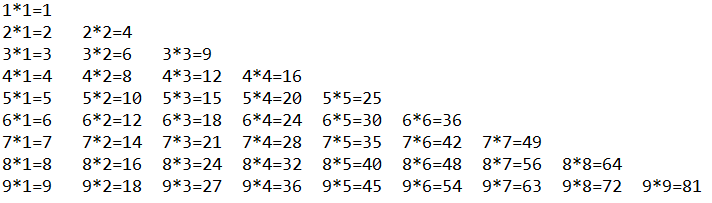 1*1=1
2*1=2 2*2=4
3*1=3 3*2=6 3*3=9
4*1=4 4*2=8 4*3=12 4*4=16
5*1=5 5*2=10 5*3=15 5*4=20 5*5=25
6*1=6 6*2=12 6*3=18 6*4=24 6*5=30 6*6=36
7*1=7 7*2=14 7*3=21 7*4=28 7*5=35 7*6=42 7*7=49
8*1=8 8*2=16 8*3=24 8*4=32 8*5=40 8*6=48 8*7=56 8*8=64
9*1=9 9*2=18 9*3=27 9*4=36 9*5=45 9*6=54 9*7=63 9*8=72 9*9=81